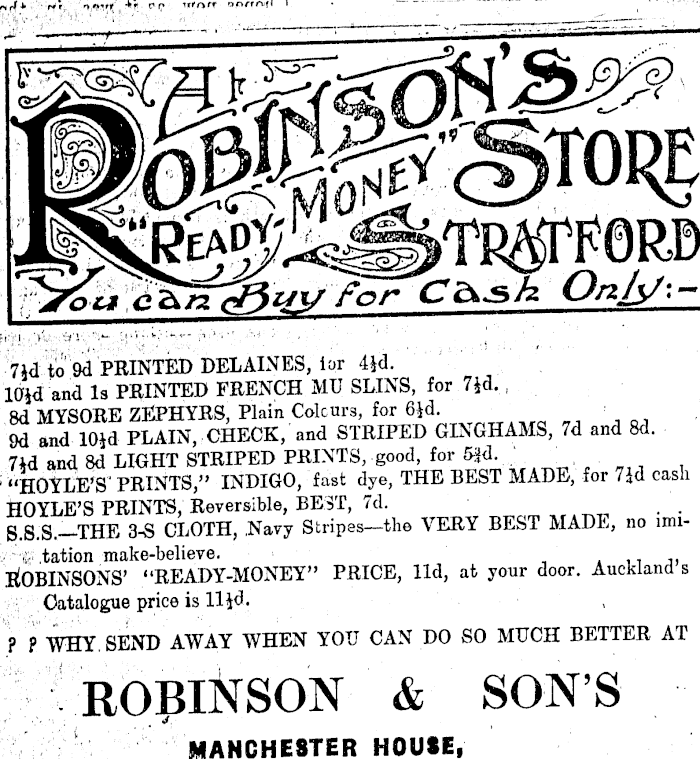 At
ROBINSON'S
"READY-MONEY" STORE
STRATFORD
You can Buy for Cash Only:—
7½d to 9d PRINTED DELAINES, for 4½d.
10½d and 1s PRINTED FRENCH MU SLINS, for 7½d.
8d MYSORE ZEPHYRS, Plain Colours, for 6½d.
9d and 10½d PLAIN, CHECK, and STRIPED GINGHAMS, 7d and 8d.
7½d and 8d LIGHT STRIPED PRINTS, good, for 5¾d.
"HOYLE'S PRINTS," INDIGO, fast dye, THE BEST MADE, for 7½d cash
HOYLE'S PRINTS, Reversible, BEST, 7d.
S.S.S.—THE 3-S CLOTH, Navy Stripes—the VERY BEST MADE, no imi-
tation make-believe.
ROBINSONS' "READY-MONEY" PRICE, 11d, at your door. Auckland's
Catalogue price is 11½d.
? ? WHY SEND AWAY WHEN YOU CAN DO SO MUCH BETTER AT
ROBINSON & SON'S
MANCHESTER HOUSE,